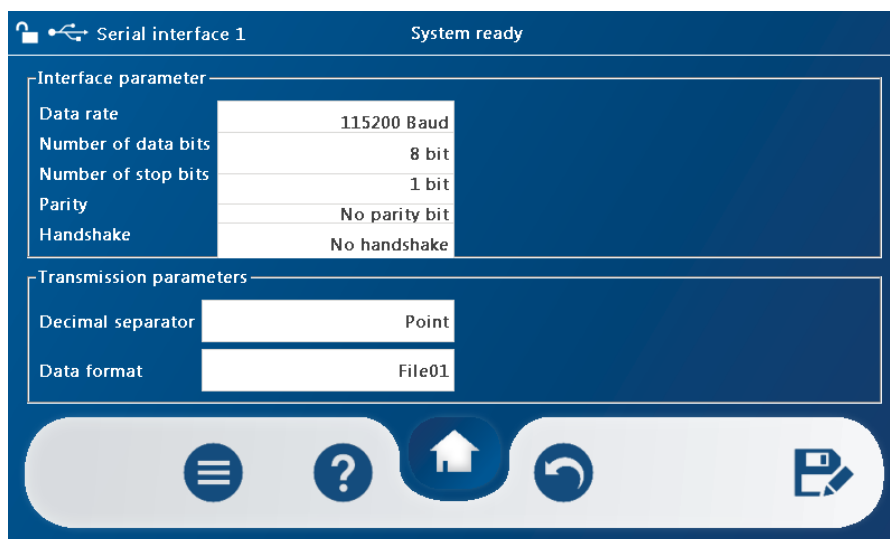 Serial interface 1 System ready
Interface parameter
Data rate 115200 Baud
Number of data bits 8 bit
Number of stop bits 1 bit
Parity No parity bit
Handshake No handshake
Transmission parameters
Decimal separator Point
Data format File01
?